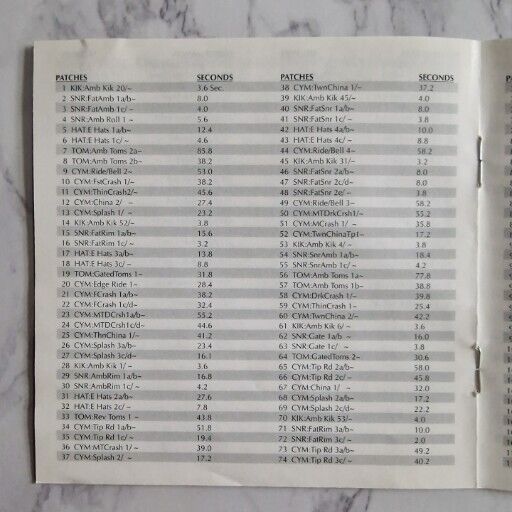 PATCHES SECONDS
1 KIK:Amb Kik 20/~ 3.6 Sec.
2 SNR:FatAmb 1a/b~ 8.0
3 SNR:FatAmb 1c/ ~ 4.0
4 SNR:Amb Roll 1 ~ 5.6
5 HAT:E Hats 1a/b~ 12.4
6 HAT:E Hats 1c/ ~ 4.6
7 TOM:Amb Toms 2a~ 85.8
8 TOM:Amb Toms 2b~ 38.2
9 CYM:Ride/Bell 2~ 53.0
10 CYM:FstCrash 1/~ 38.2
11 CYM:ThinCrash2/~ 45.6
12 CYM:China 2/ ~ 27.4
13 CYM:Splash 1/ ~ 23.2
14 KIK:Amb Kik 52/~ 3.8
15 SNR:FatRim 1a/b~ 15.6
16 SNR:FatRim 1c/ ~ 3.2
17 HAT:E Hats 3a/b~ 13.8
18 HAT:E Hats 3c/ ~ 8.8
19 TOM:GatedToms 1~ 31.8
20 CYM:Edge Ride 1~ 28.4
21 CYM:FCrash 1a/b~ 38.2
22 CYM:FCrash 1c/d~ 32.4
23 CYM:MTDCrsh1a/b~ 55.2
24 CYM:MTDCrsh1c/d~ 44.6
25 CYM:ThnChina 1/~ 41.2
26 CYM:Splash 3a/b~ 23.4
27 CYM:Splash 3c/d~ 16.1
28 KIK:Amb Kik 1/~ 3.6
29 SNR:AmbRim 1a/b~ 16.8
30 SNR:AmbRim 1c/ ~ 4.2
31 HAT:E Hats 2a/b~ 27.6
32 HAT:E Hats 2c/ ~ 7.8
33 TOM:Rev Toms 1 ~ 43.8
34 CYM:Tip Rd 1a/b~ 51.8
35 CYM:Tip Rd 1c/ ~ 19.4
36 CYM:MTCrash 1/~ 39.0
37 CYM:Splash 2/ ~ 17.2
PATCHES SECONDS
38 CYM:TwnChina 1/~ 37.2
39 KIK:Amb Kik 45/~ 4.0
40 SNR:FatSnr 1a/b~ 8.0
41 SNR:FatSnr 1c/ ~ 3.8
42 HAT:E Hats 4a/b~ 10.0
43 HAT:E Hats 4c/ ~ 8.8
44 CYM:Ride/Bell 4~ 58.2
45 KIK:Amb Kik 31/~ 3.2
46 SNR:FatSnr 2a/b~ 8.0
47 SNR:FatSnr 2c/d~ 8.0
48 SNR:FatSnr 2e/ ~ 3.8
49 CYM:Ride/Bell 3~ 58.2
50 CYM:MTDrkCrsh1/~ 55.2
51 CYM:MCrash 1/ ~ 35.8
52 CYM:TwnChinaTp1~ 17.2
53 KIK:Amb Kik 4/ ~ 3.8
54 SNR:SnrAmb 1a/b~ 18.4
55 SNR:SnrAmb 1c/ ~ 4.2
56 TOM:Amb Toms 1a~ 77.8
57 TOM:Amb Toms 1b~ 38.8
58 CYM:DrkCrash 1/~ 39.8
59 CYM:ThinCrash 1~ 25.4
60 CYM:TwnChina 2/~ 42.2
61 KIK:Amb Kik 6/ ~ 3.6
62 SNR:Gate 1a/b ~ 16.0
63 SNR:Gate 1c/ ~ 3.8
64 TOM:GatedToms 2~ 30.6
65 CYM:Tip Rd 2a/b~ 58.0
66 CYM:Tip Rd 2c/ ~ 45.8
67 CYM:China 1/ ~ 32.0
68 CYM:Splash 2a/b~ 17.2
69 CYM:Splash 2c/d~ 22.2
70 KIK:Amb Kik 53/~ 4.0
71 SNR:FatRim 3a/b~ 10.0
72 SNR:FatRim 3c/ ~ 2.0
73 CYM:Tip Rd 3a/b~ 49.2
74 CYM:Tip Rd 3c/ ~ 40.2